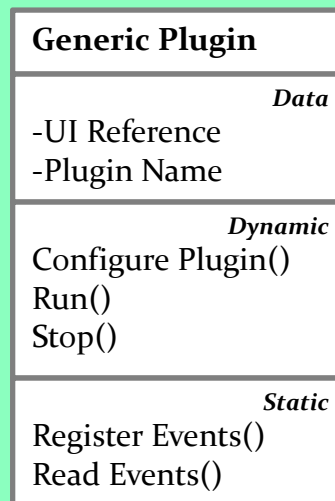 Generic Plugin
Data
-UI Reference
-Plugin Name
Dynamic
Configure Plugin()
Run()
Stop()
Static
Register Events()
Read Events()